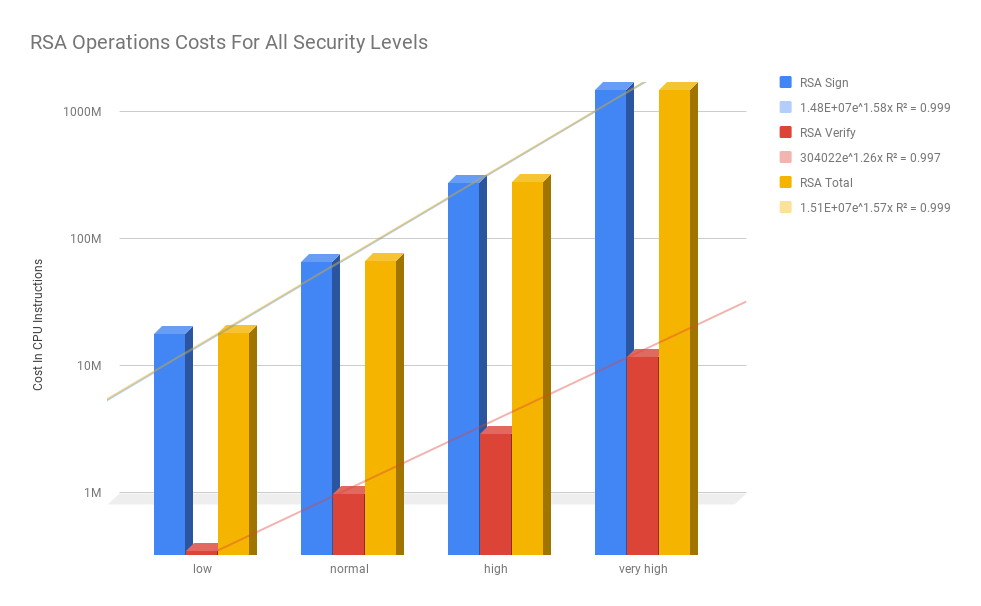 RSA Operations Costs For All Security Levels
RSA Sign
1.48E+07e^1.58x R² = 0.999
RSA Verify
304022e^1.26x R² = 0.997
RSA Total
1.51E+07e^1.57x R² = 0.999
Cost In CPU Instructions
1000M
100M
10M
1M
low
normal
high
very high